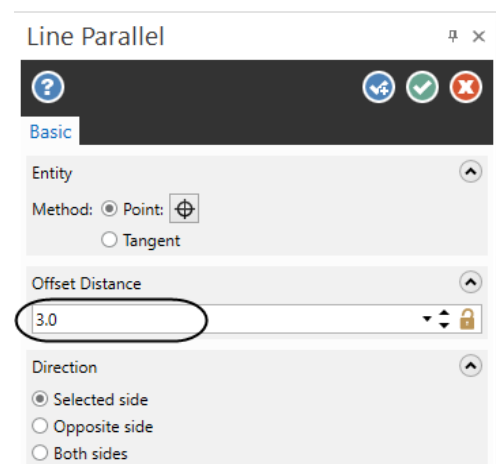 Line Parallel
Basic
Entity
Method: Point:
Tangent
Offset Distance
3.0
Direction
Selected side
Opposite side
Both sides